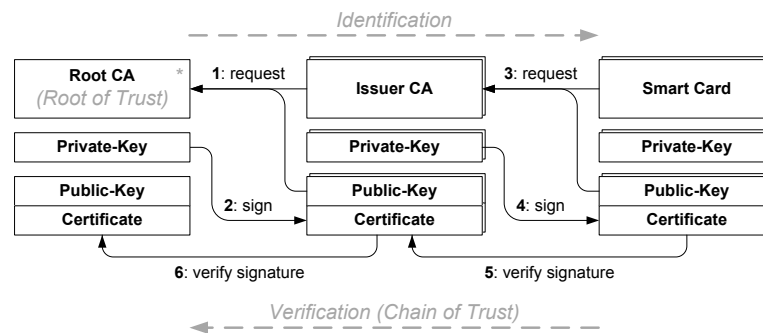 Identification
Root CA *
(Root of Trust)
1: request
Issuer CA
3: request
Smart Card
Private-Key
Private-Key
Private-Key
Public-Key
Public-Key
Public-Key
Certificate
2: sign
Certificate
4: sign
Certificate
6: verify signature
5: verify signature
Verification (Chain of Trust)